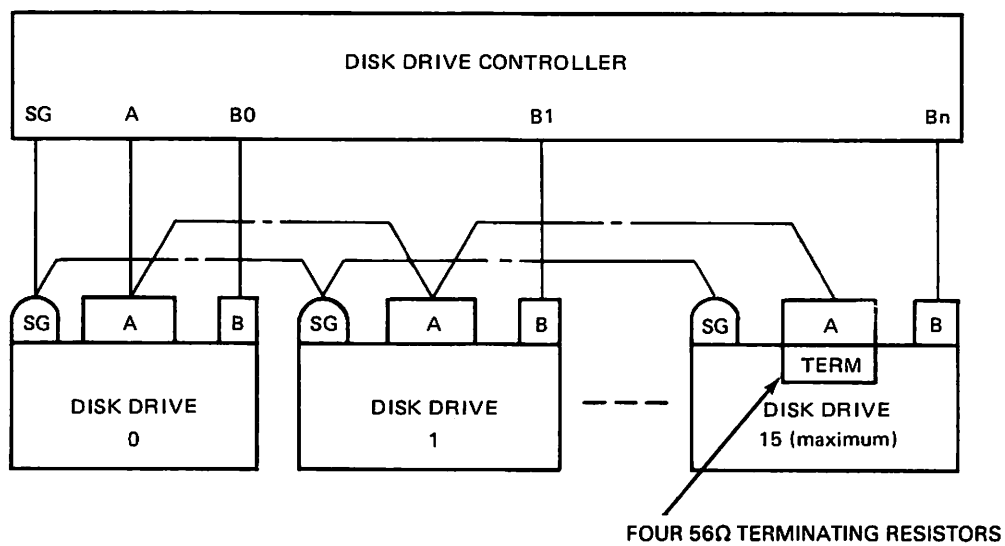 DISK DRIVE CONTROLLER
SG A B0 B1 Bn
SG A B SG A B SG A B
TERM
DISK DRIVE DISK DRIVE DISK DRIVE
0 1 15 (maximum)
FOUR 56Ω TERMINATING RESISTORS